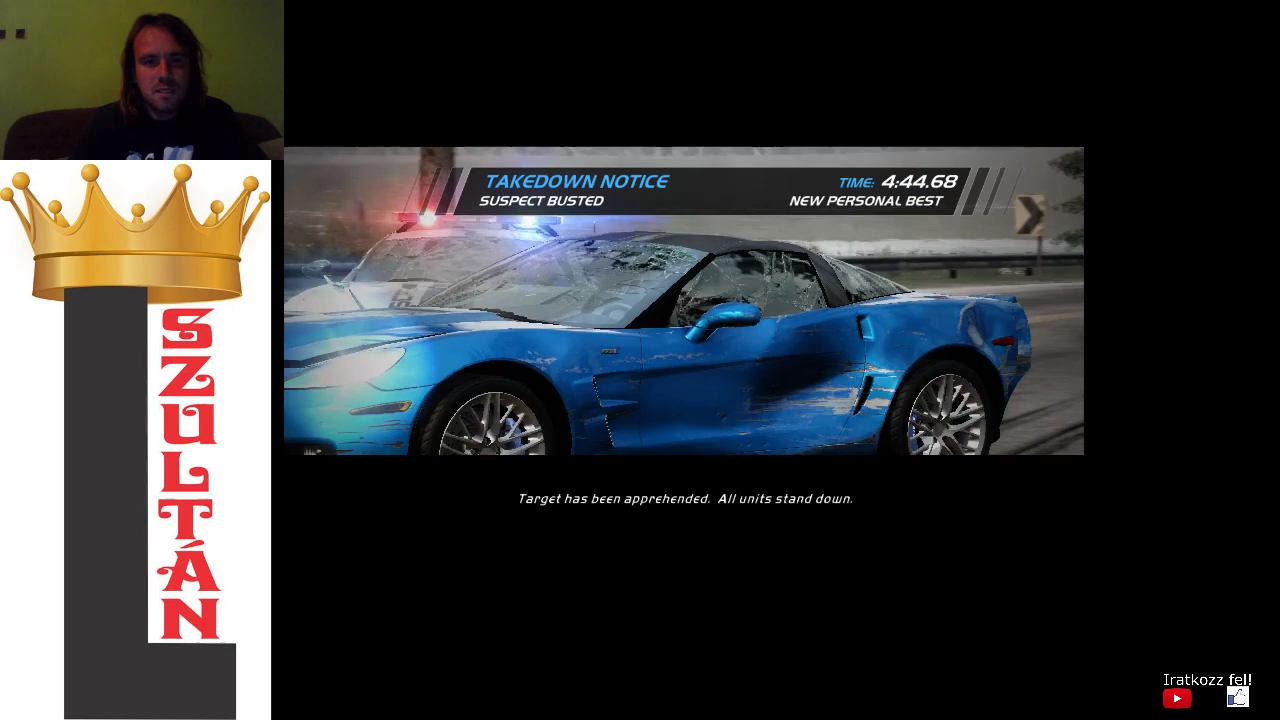 TAKEDOWN NOTICE
TIME: 4:44.68
SUSPECT BUSTED
NEW PERSONAL BEST
Target has been apprehended. All units stand down.
L
SZULTÁN
Iratkozz fel!